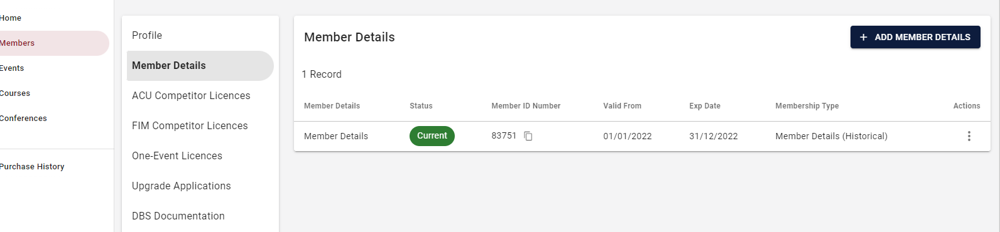 Home
Members
Events
Courses
Conferences
Purchase History
Profile
Member Details
ACU Competitor Licences
FIM Competitor Licences
One-Event Licences
Upgrade Applications
DBS Documentation
Member Details
+ ADD MEMBER DETAILS
1 Record
Member Details Status Member ID Number Valid From Exp Date Membership Type Actions
Member Details Current 83751 01/01/2022 31/12/2022 Member Details (Historical)